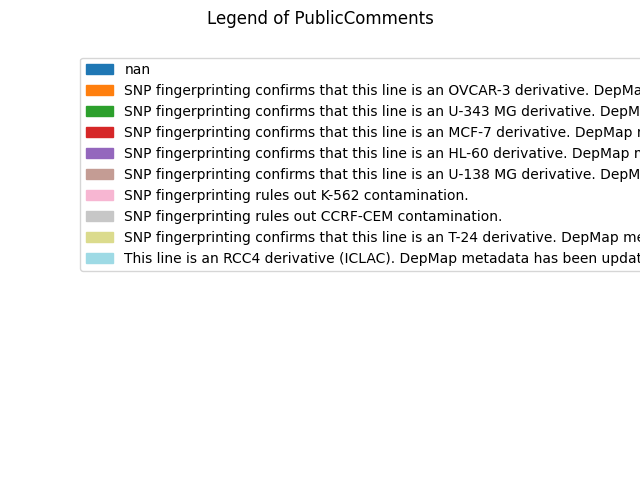 Legend of PublicComments
nan
SNP fingerprinting confirms that this line is an OVCAR-3 derivative.
SNP fingerprinting confirms that this line is an U-343 MG derivative.
SNP fingerprinting confirms that this line is an MCF-7 derivative. DepMap
SNP fingerprinting confirms that this line is an HL-60 derivative. DepMap
SNP fingerprinting confirms that this line is an U-138 MG derivative.
SNP fingerprinting rules out K-562 contamination.
SNP fingerprinting rules out CCRF-CEM contamination.
SNP fingerprinting confirms that this line is an T-24 derivative. DepMap
This line is an RCC4 derivative (ICLAC). DepMap metadata has been